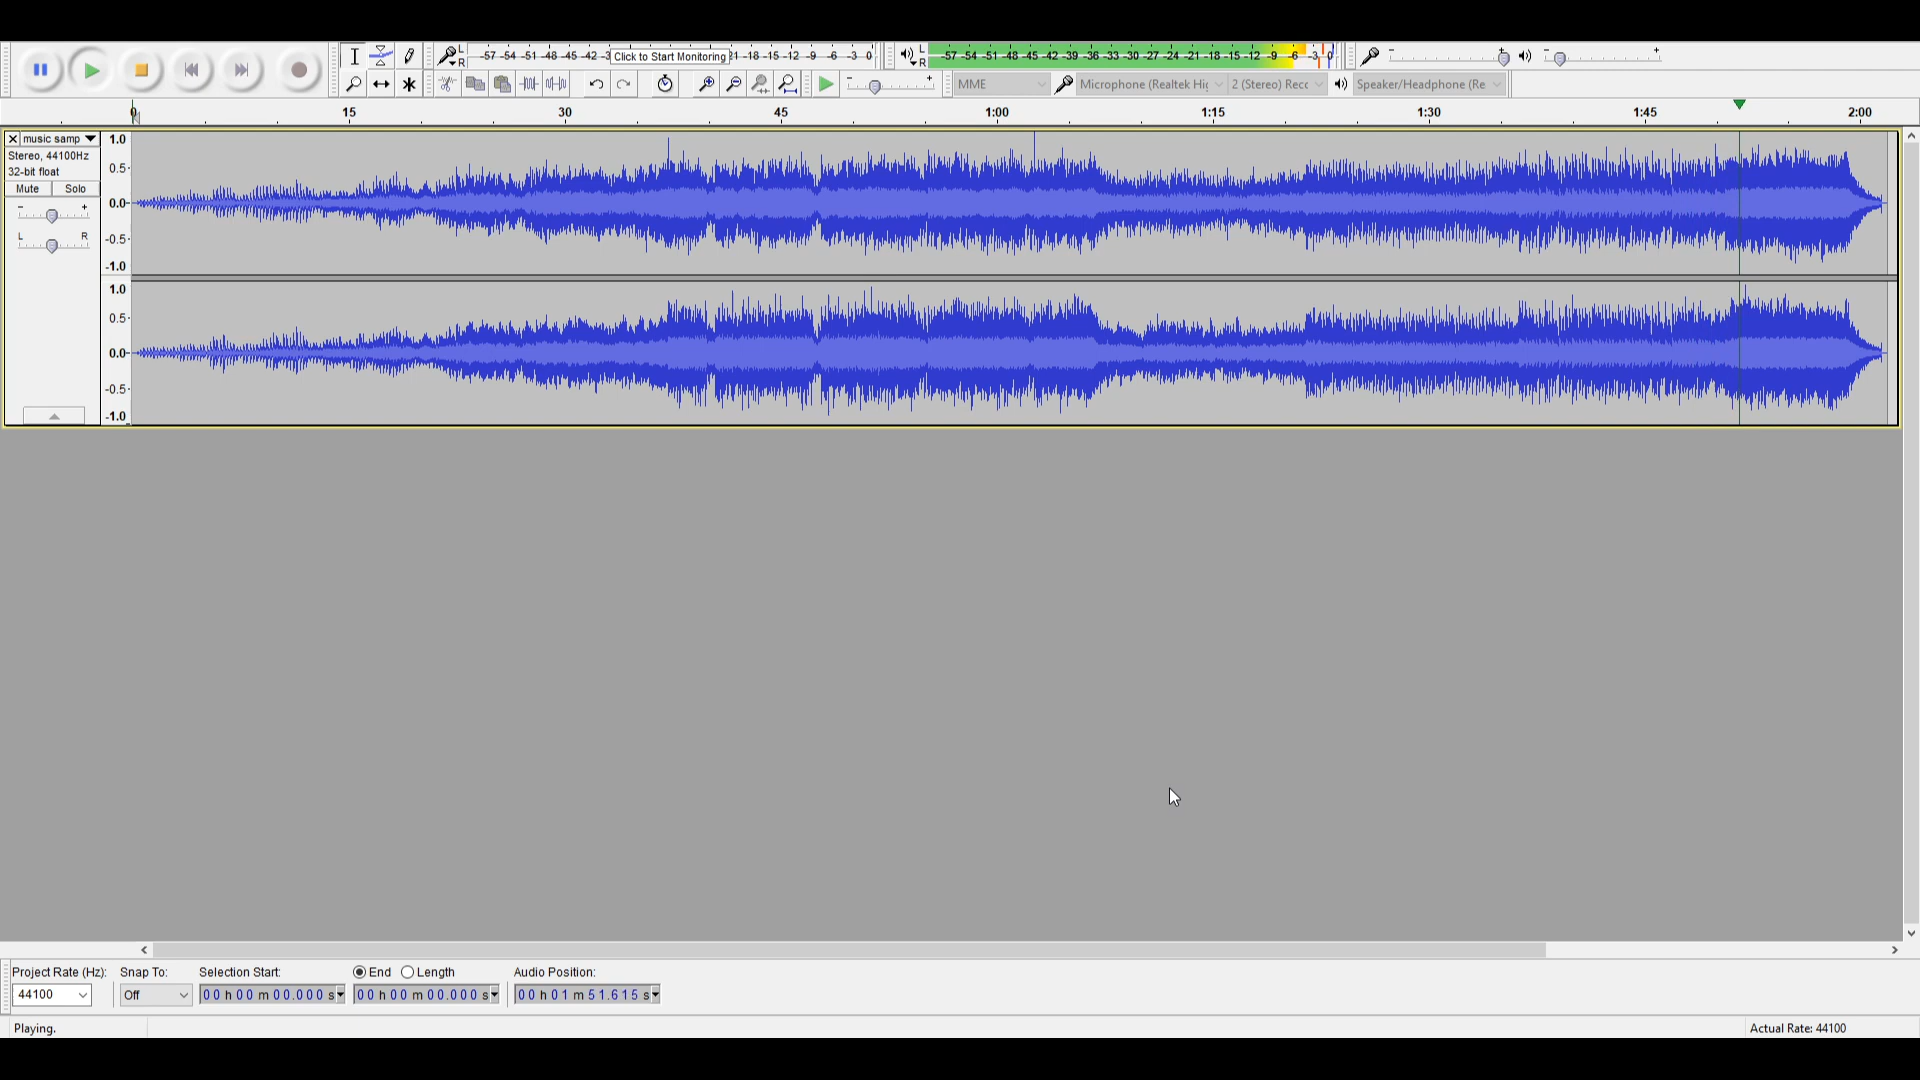 L
R
-57 -54 -51 -48 -45 -42 -3
Click to Start Monitoring
21 -18 -15 -12 -9 -6 -3 0
L
R
-57 -54 -51 -48 -45 -42 -39 -36 -33 -30 -27 -24 -21 -18 -15 -12 -9 -6 -3 0
- +
- +
- +
MME
Microphone (Realtek Hig
2 (Stereo) Recc
Speaker/Headphone (Re
0 15 30 45 1:00 1:15 1:30 1:45 2:00
music samp
Stereo, 44100Hz
32-bit float
Mute Solo
- +
L R
1.0
0.5
0.0
-0.5
-1.0
1.0
0.5
0.0
-0.5
-1.0
Project Rate (Hz): Snap To: Selection Start: End Length Audio Position:
44100 Off 00 h 00 m 00.000 s 00 h 00 m 00.000 s 00 h 01 m 51.615 s
Playing. Actual Rate: 44100